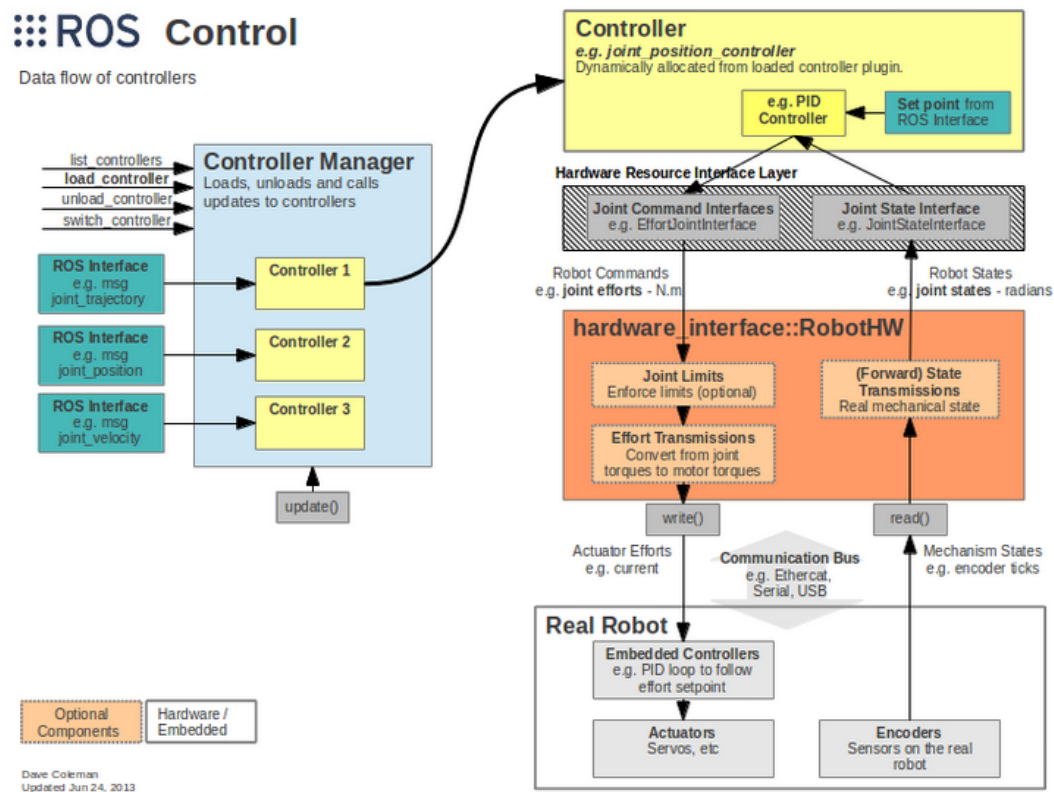 ROS Control
Data flow of controllers
list_controllers
load_controller
unload_controller
switch_controller
Controller Manager
Loads, unloads and calls
updates to controllers
ROS Interface
e.g. msg
joint_trajectory
Controller 1
ROS Interface
e.g. msg
joint_position
Controller 2
ROS Interface
e.g. msg
joint_velocity
Controller 3
update()
Controller
e.g. joint_position_controller
Dynamically allocated from loaded controller plugin.
e.g. PID
Controller
Set point from
ROS Interface
Hardware Resource Interface Layer
Joint Command Interfaces
e.g. EffortJointInterface
Joint State Interface
e.g. JointStateInterface
Robot Commands
e.g. joint efforts - N.m
Robot States
e.g. joint states - radians
hardware_interface::RobotHW
Joint Limits
Enforce limits (optional)
Effort Transmissions
Convert from joint
torques to motor torques
(Forward) State
Transmissions
Real mechanical state
write()
read()
Actuator Efforts
e.g. current
Communication Bus
e.g. Ethercat,
Serial, USB
Mechanism States
e.g. encoder ticks
Real Robot
Embedded Controllers
e.g. PID loop to follow
effort setpoint
Actuators
Servos, etc
Encoders
Sensors on the real
robot
Optional
Components
Hardware /
Embedded
Dave Coleman
Updated Jun 24, 2013